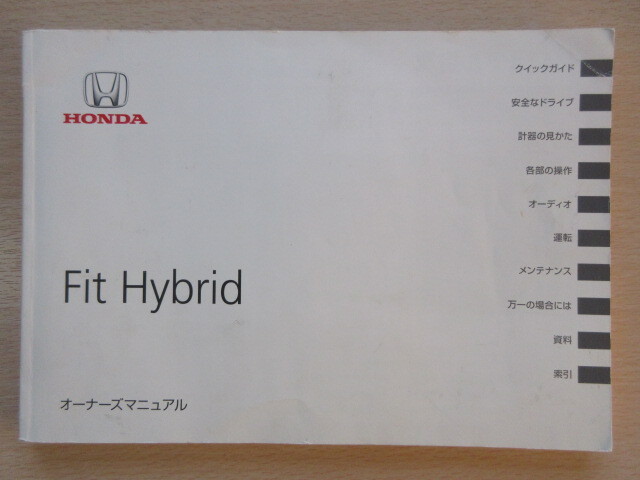 HONDA
Fit Hybrid
オーナーズマニュアル
クイックガイド
安全なドライブ
計器の見かた
各部の操作
オーディオ
運転
メンテナンス
万一の場合には
資料
索引